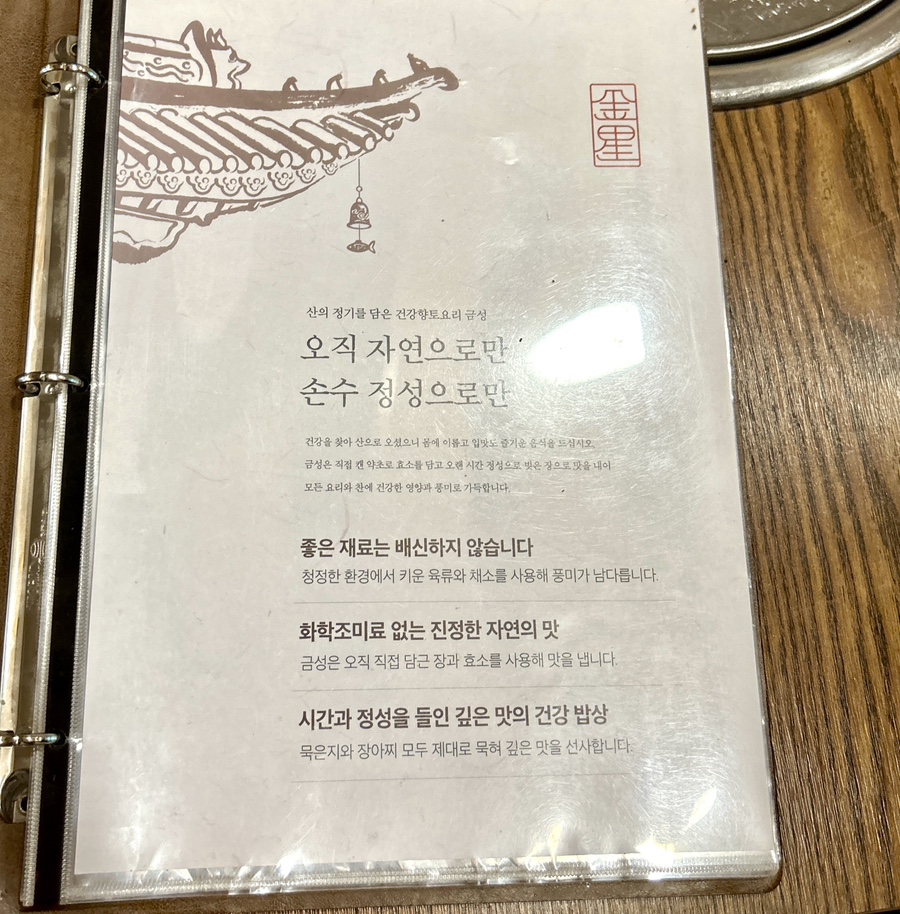 金星
산의 정기를 담은 건강향토요리 금성
오직 자연으로만
손수 정성으로만
건강을 찾아 산으로 오셨으니 몸에 이롭고 입맛도 즐거운 음식을 드십시오.
금성은 직접 캔 약초로 효소를 담고 오랜 시간 정성으로 빚은 장으로 맛을 내어
모든 요리와 찬에 건강한 영양과 풍미로 가득합니다.
좋은 재료는 배신하지 않습니다
청정한 환경에서 키운 육류와 채소를 사용해 풍미가 남다릅니다.
화학조미료 없는 진정한 자연의 맛
금성은 오직 직접 담근 장과 효소를 사용해 맛을 냅니다.
시간과 정성을 들인 깊은 맛의 건강 밥상
묵은지와 장아찌 모두 제대로 묵혀 깊은 맛을 선사합니다.